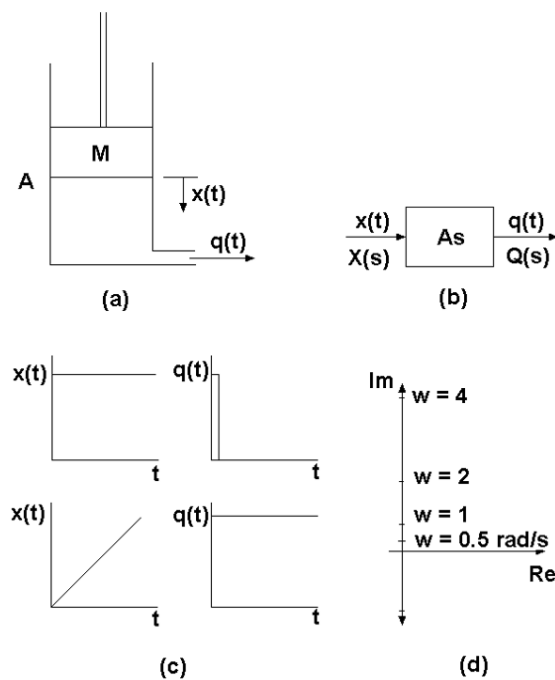 M
A
x(t)
q(t)
(a)
x(t)
X(s)
As
q(t)
Q(s)
(b)
x(t)
t
q(t)
t
x(t)
t
q(t)
t
(c)
Im
w = 4
w = 2
w = 1
w = 0.5 rad/s
Re
(d)